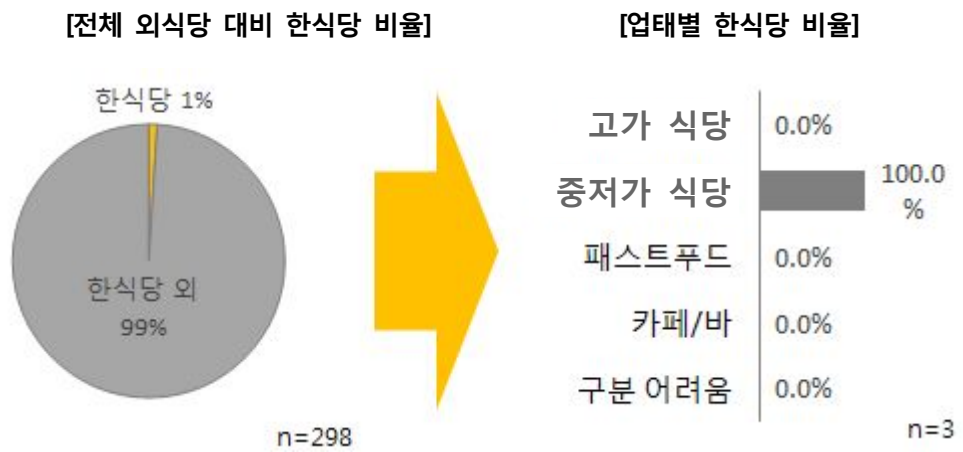 [전체 외식당 대비 한식당 비율]
한식당 1%
한식당 외
99%
n=298
[업태별 한식당 비율]
고가 식당 0.0%
중저가 식당 100.0
%
패스트푸드 0.0%
카페/바 0.0%
구분 어려움 0.0%
n=3